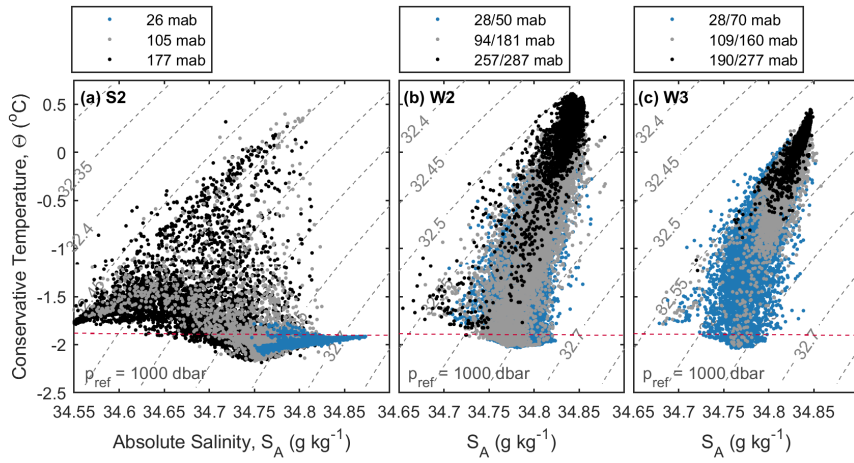 26 mab
105 mab
177 mab
28/50 mab
94/181 mab
257/287 mab
28/70 mab
109/160 mab
190/277 mab
Conservative Temperature, Θ (°C)
0.5
0
-0.5
-1
-1.5
-2
-2.5
(a) S2
32.35
32.4
32.7
p_ref = 1000 dbar
34.55 34.6 34.65 34.7 34.75 34.8 34.85
Absolute Salinity, S_A (g kg⁻¹)
(b) W2
32.4
32.45
32.5
32.7
p_ref = 1000 dbar
34.65 34.7 34.75 34.8 34.85
S_A (g kg⁻¹)
(c) W3
32.4
32.45
32.5
32.55
32.7
p_ref = 1000 dbar
34.65 34.7 34.75 34.8 34.85
S_A (g kg⁻¹)